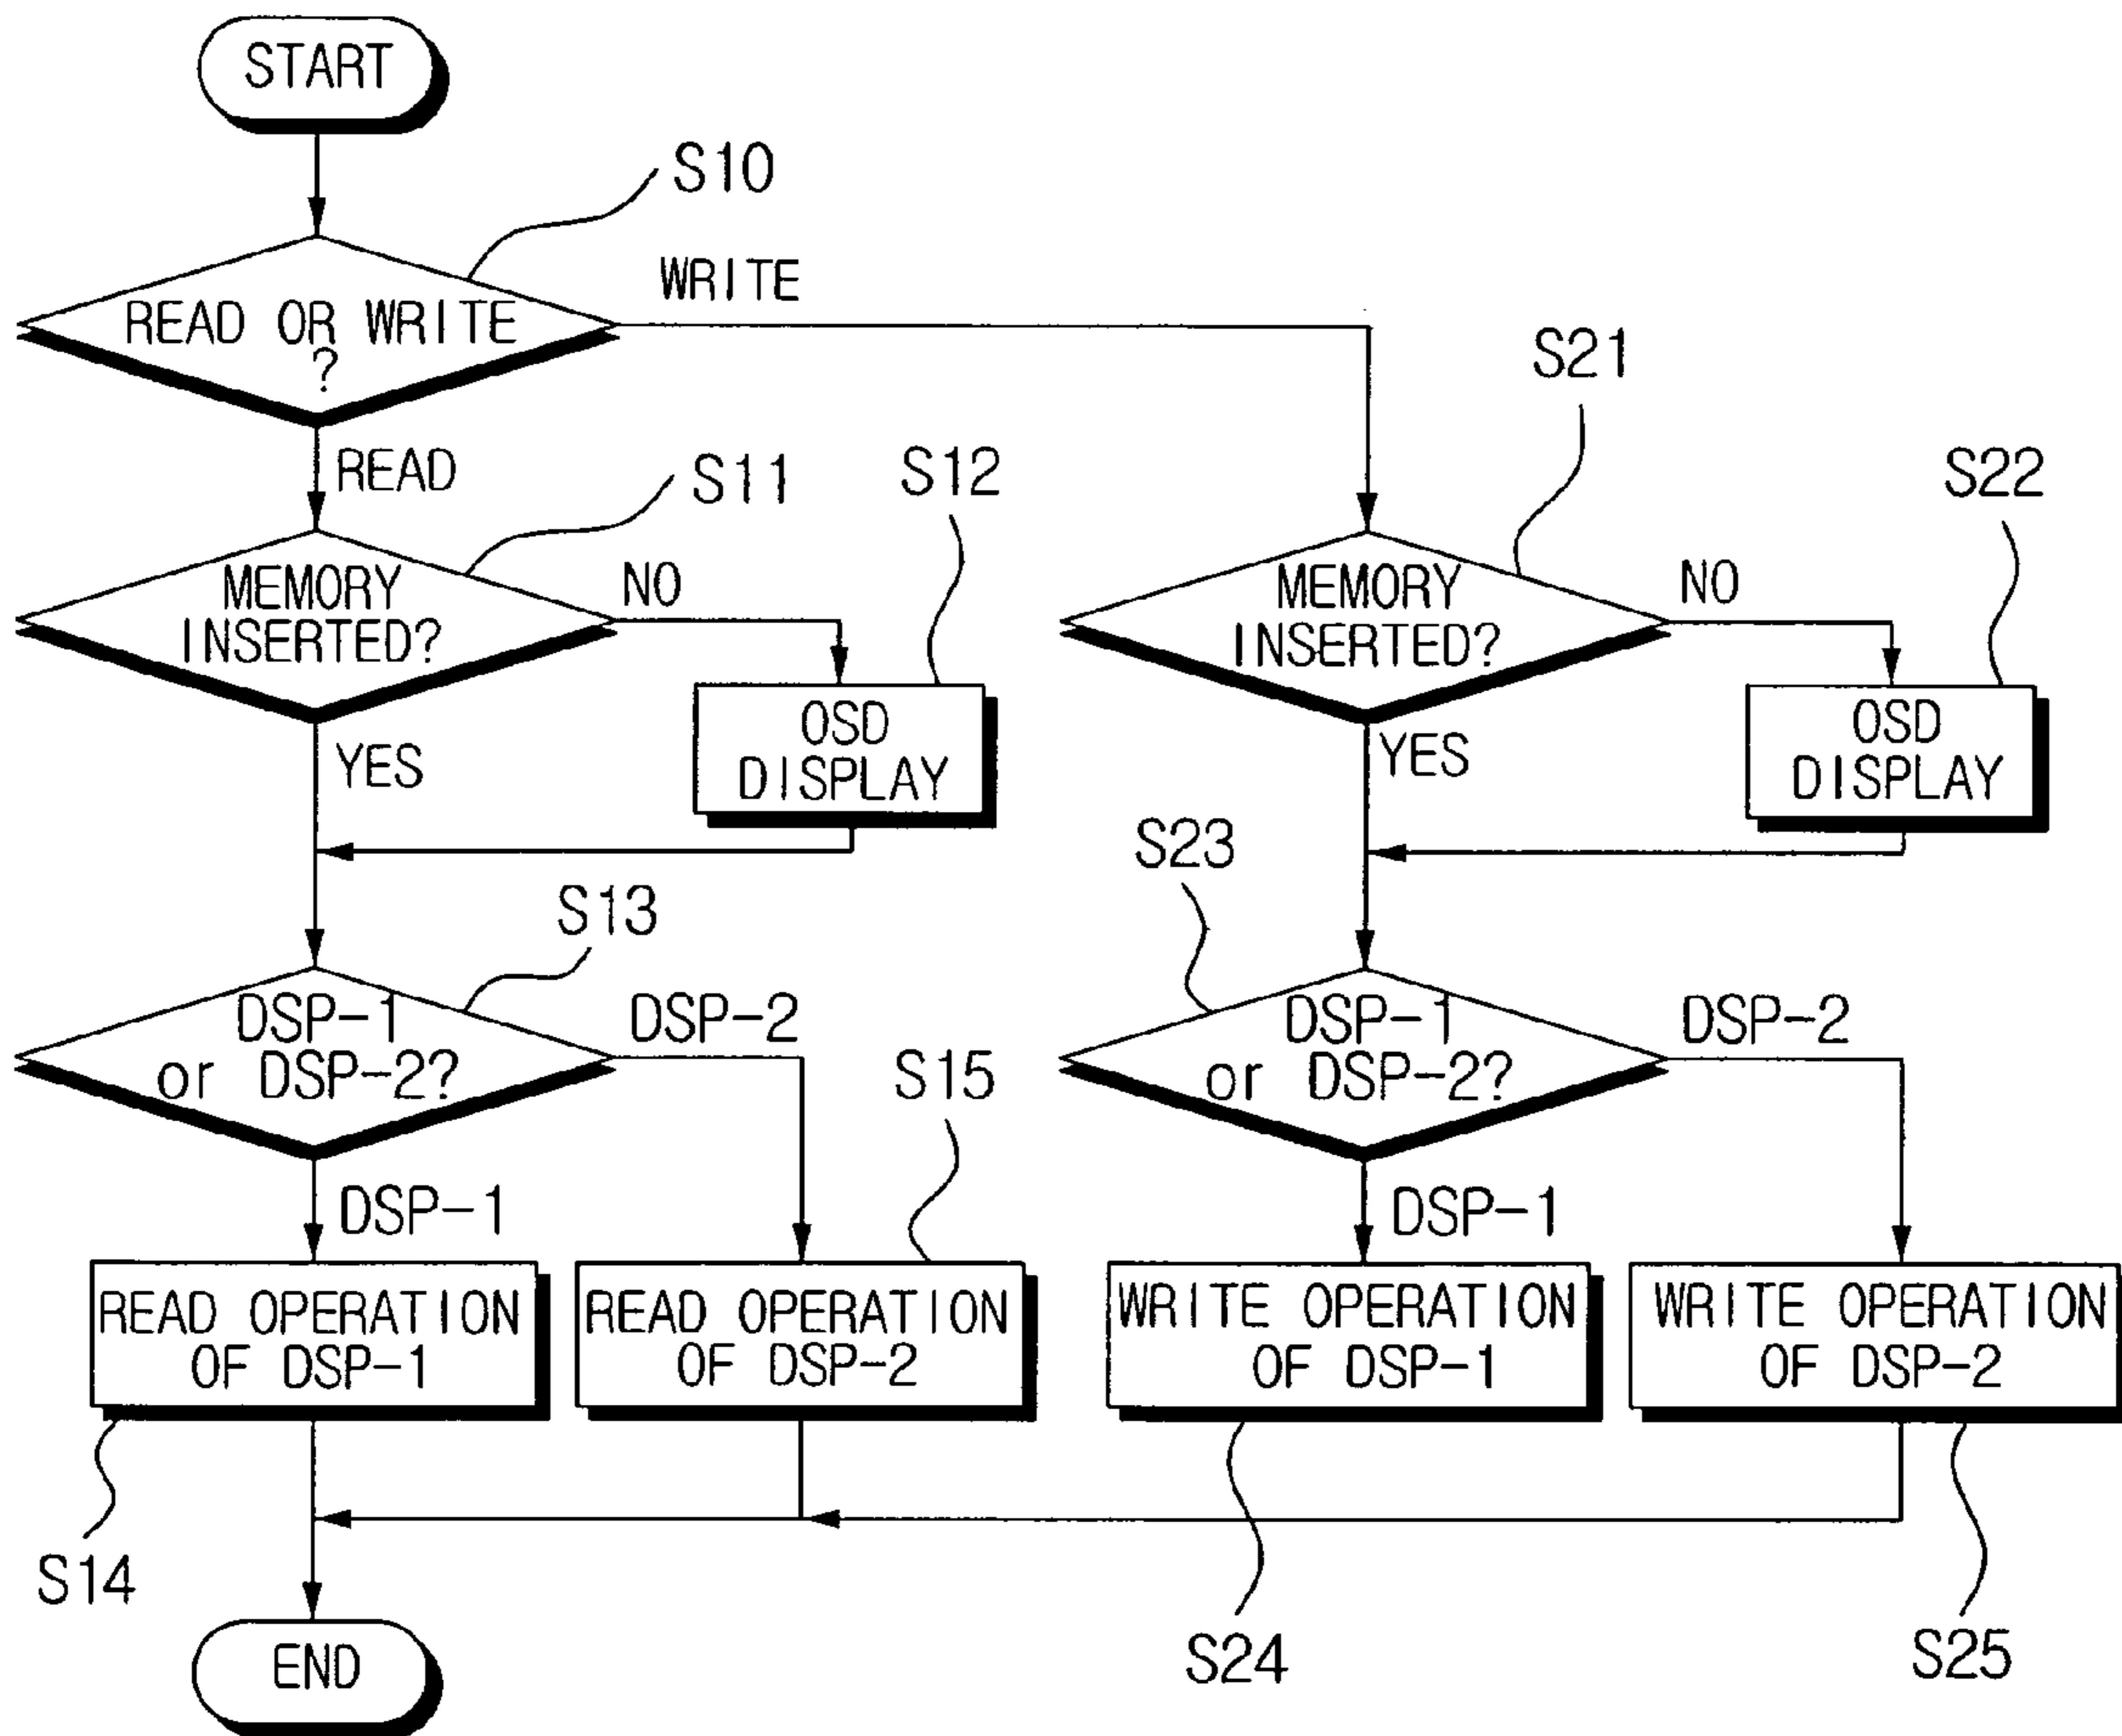 START
S10
WRITE
READ OR WRITE
?
S21
READ
S11
S12
S22
MEMORY
INSERTED?
NO
MEMORY
INSERTED?
NO
OSD
DISPLAY
OSD
DISPLAY
YES
YES
S23
S13
DSP-1
or DSP-2?
DSP-2
S15
DSP-1
or DSP-2?
DSP-2
DSP-1
DSP-1
READ OPERATION
OF DSP-1
READ OPERATION
OF DSP-2
WRITE OPERATION
OF DSP-1
WRITE OPERATION
OF DSP-2
S14
S24
S25
END